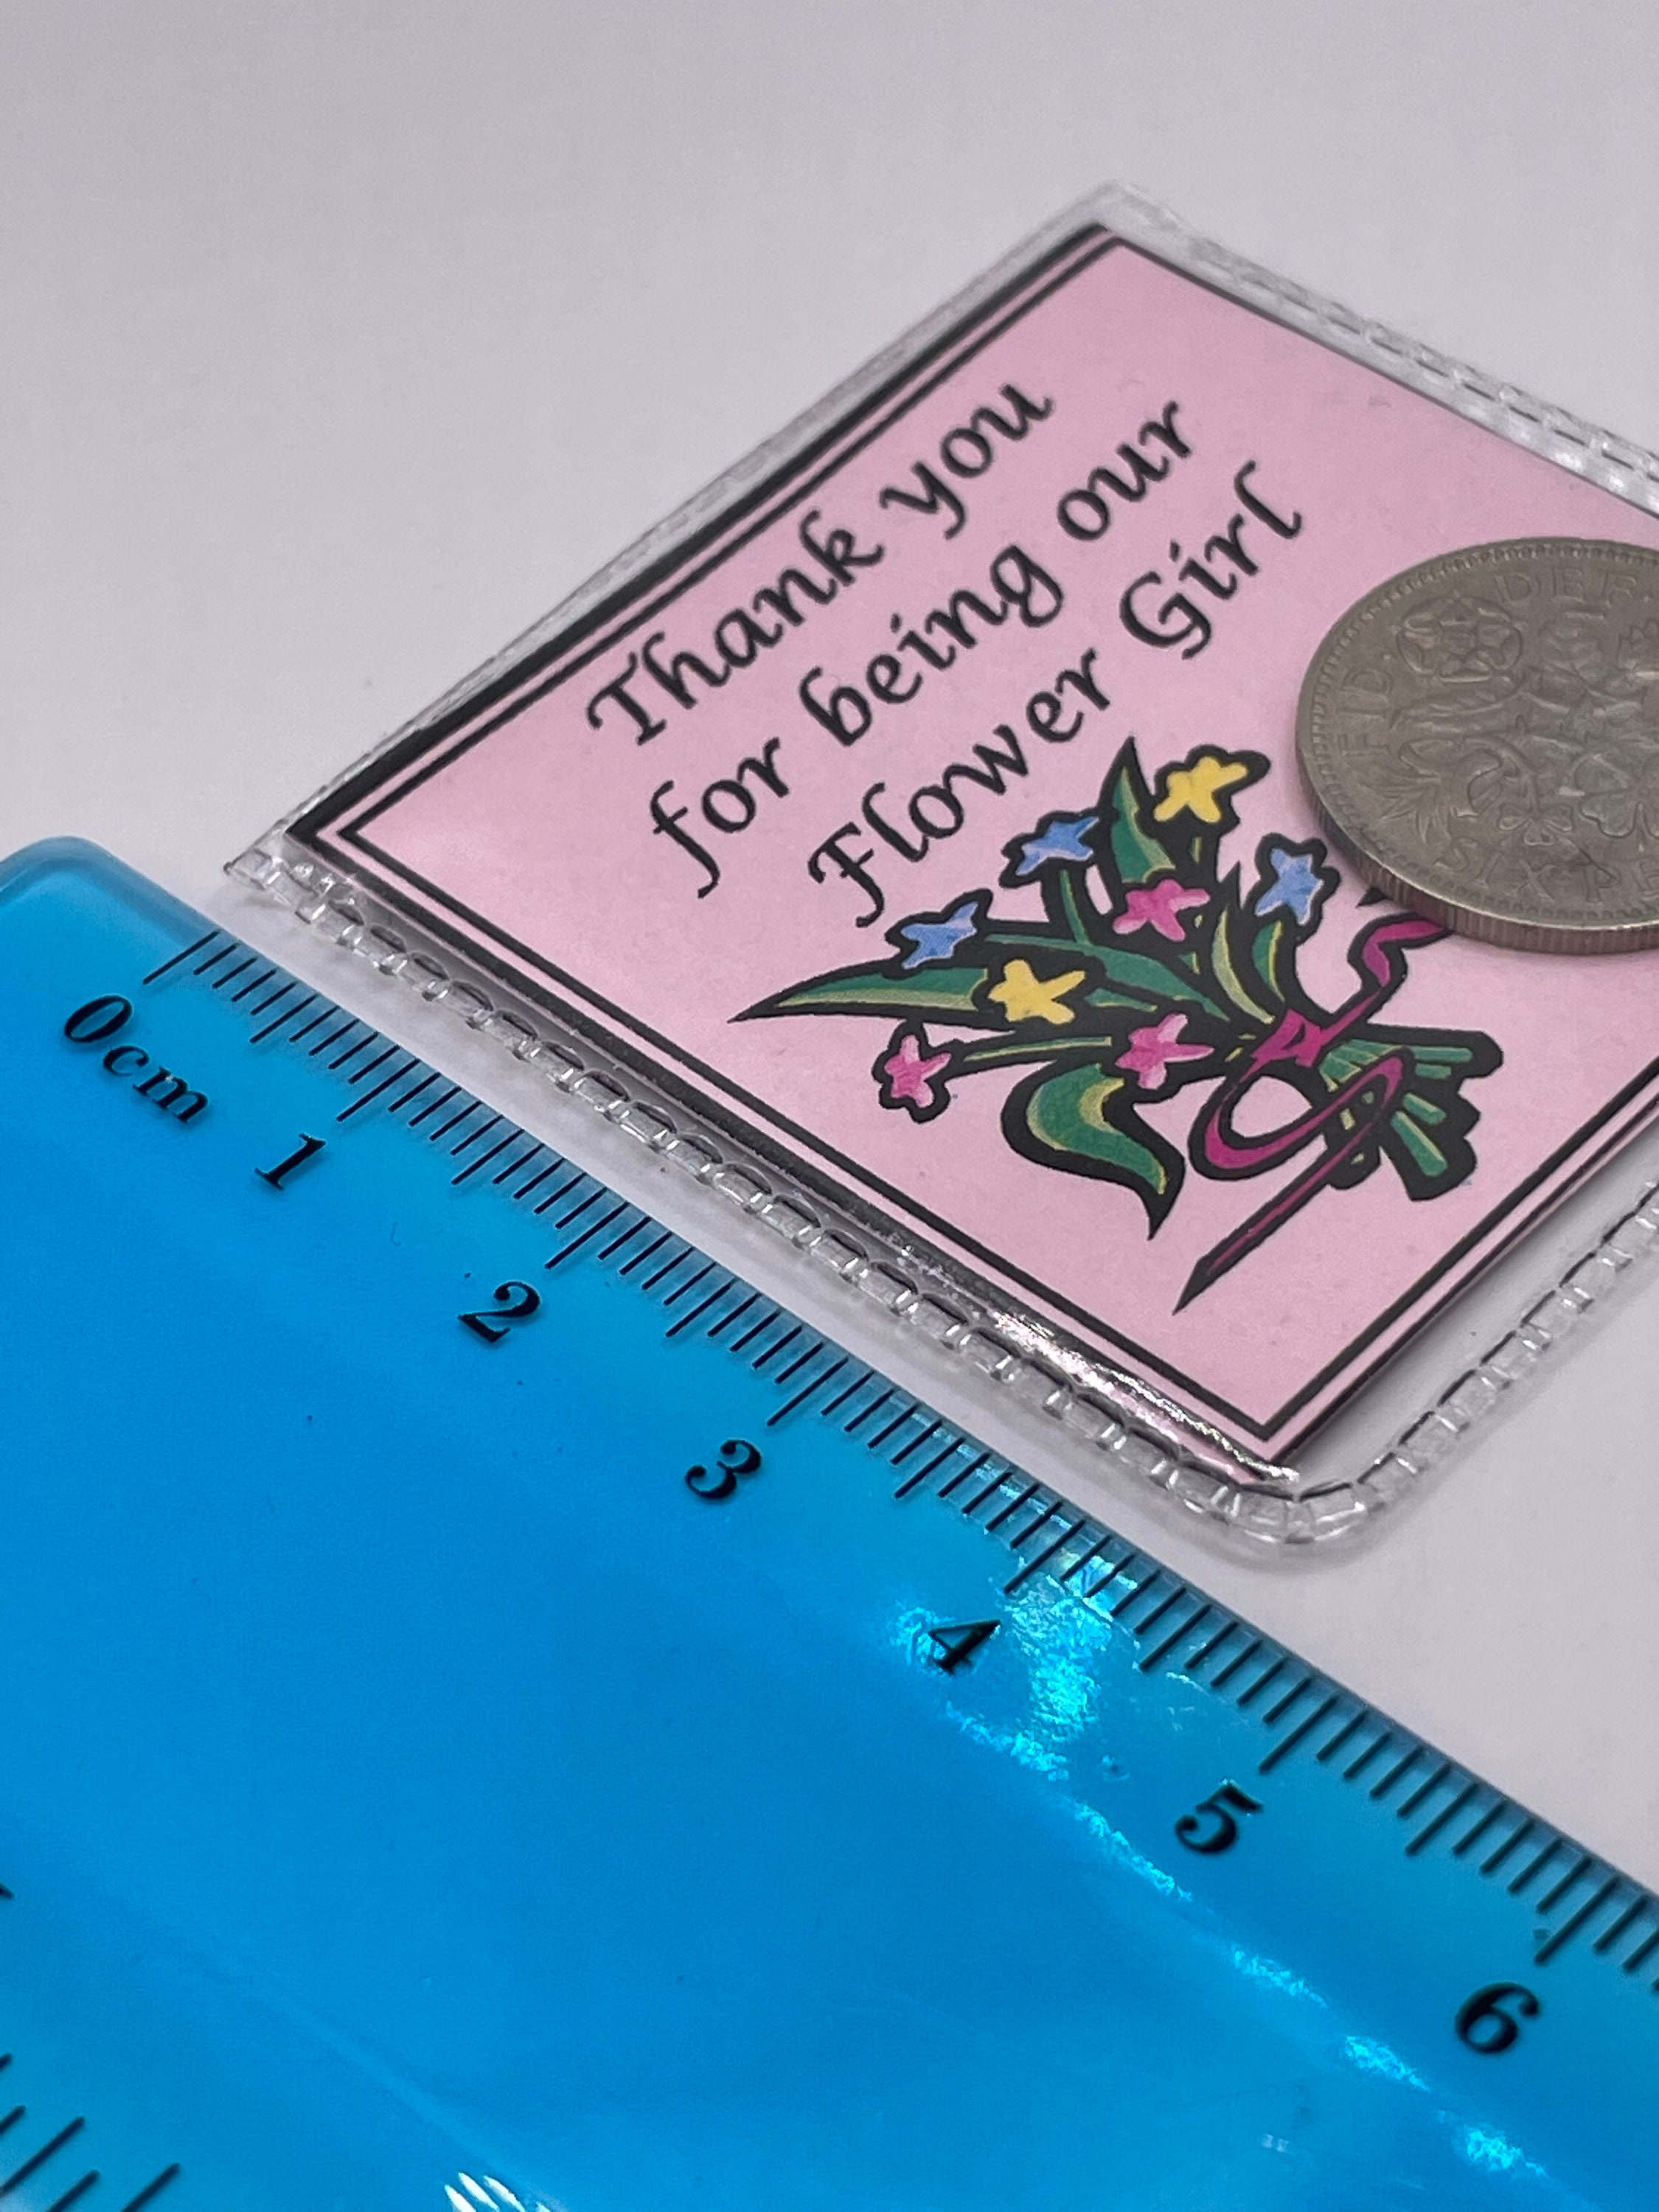 Thank you
for being our
Flower Girl
0cm
1
2
3
4
5
6